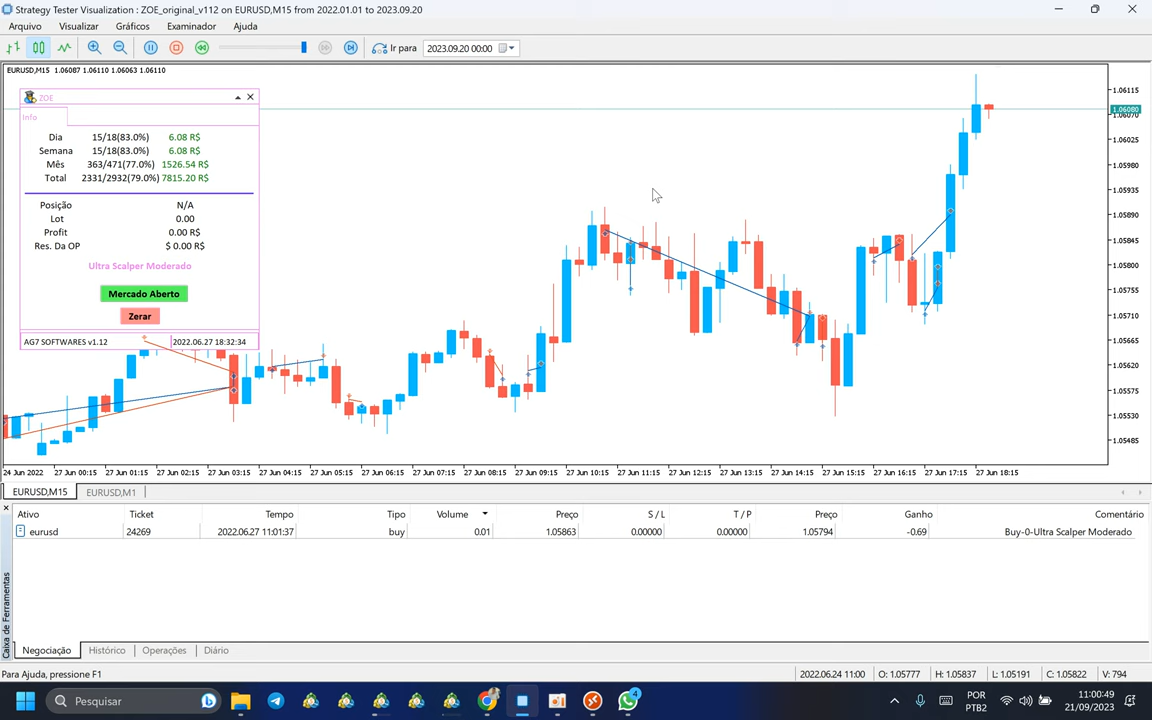 Strategy Tester Visualization : ZOE_original_v112 on EURUSD,M15 from 2022.01.01 to 2023.09.20
Arquivo Visualizar Gráficos Examinador Ajuda
Ir para 2023.09.20 00:00
EURUSD,M15 1.06087 1.06110 1.06063 1.06110
ZOE
Info
Dia 15/18(83.0%) 6.08 R$
Semana 15/18(83.0%) 6.08 R$
Mês 363/471(77.0%) 1526.54 R$
Total 2331/2932(79.0%) 7815.20 R$
Posição N/A
Lot 0.00
Profit 0.00 R$
Res. Da OP $ 0.00 R$
Ultra Scalper Moderado
Mercado Aberto
Zerar
AG7 SOFTWARES v1.12 2022.06.27 18:32:34
1.06115
1.06080
1.06070
1.06025
1.05980
1.05935
1.05890
1.05845
1.05800
1.05755
1.05710
1.05665
1.05620
1.05575
1.05530
1.05485
24 Jun 2022 27 Jun 00:15 27 Jun 01:15 27 Jun 02:15 27 Jun 03:15 27 Jun 04:15 27 Jun 05:15 27 Jun 06:15 27 Jun 07:15 27 Jun 08:15 27 Jun 09:15 27 Jun 10:15 27 Jun 11:15 27 Jun 12:15 27 Jun 13:15 27 Jun 14:15 27 Jun 15:15 27 Jun 16:15 27 Jun 17:15 27 Jun 18:15
EURUSD,M15 EURUSD,M1
Ativo Ticket Tempo Tipo Volume Preço S / L T / P Preço Ganho Comentário
eurusd 24269 2022.06.27 11:01:37 buy 0.01 1.05863 0.00000 0.00000 1.05794 -0.69 Buy-0-Ultra Scalper Moderado
Caixa de Ferramentas
Negociação Histórico Operações Diário
Para Ajuda, pressione F1 2022.06.24 11:00 O: 1.05777 H: 1.05837 L: 1.05191 C: 1.05822 V: 794
Pesquisar 4 POR PTB2 11:00:49 21/09/2023